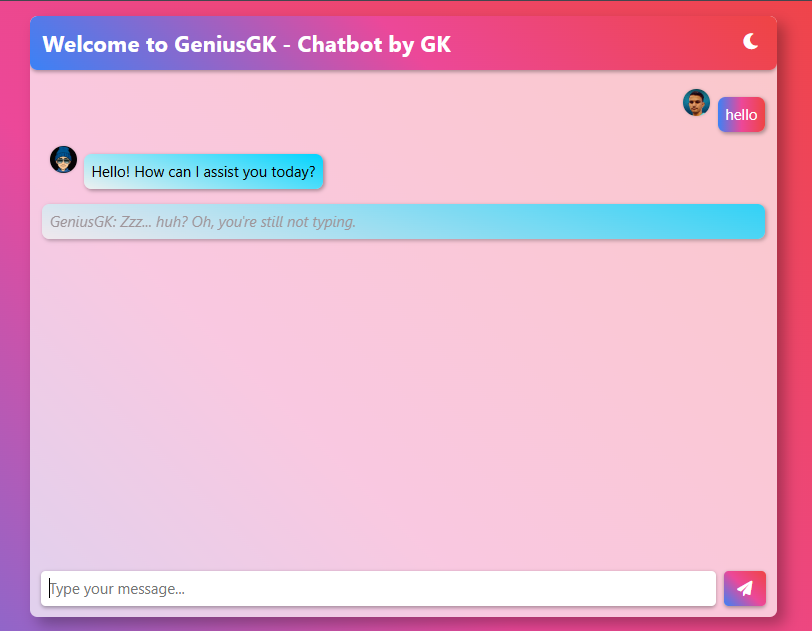 Welcome to GeniusGK - Chatbot by GK
hello
Hello! How can I assist you today?
GeniusGK: Zzz... huh? Oh, you're still not typing.
Type your message...